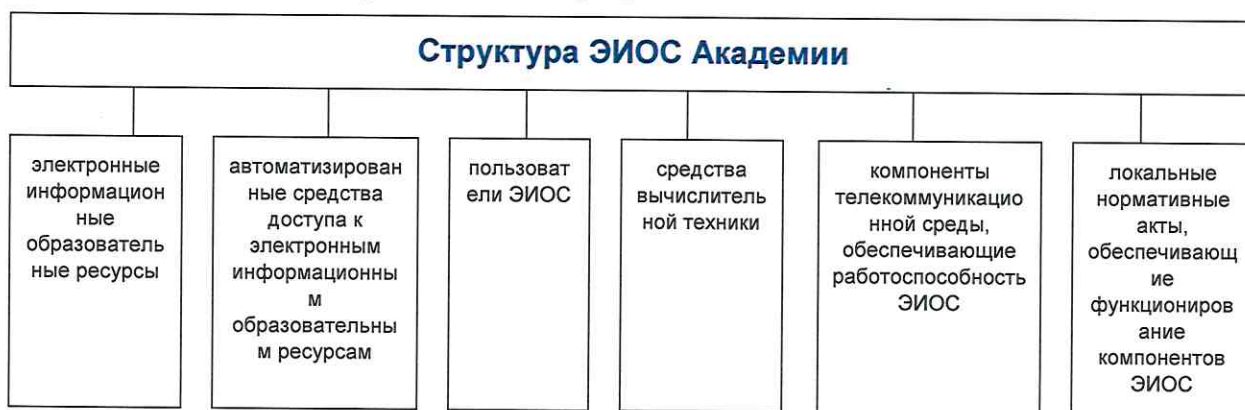 Структура ЭИОС Академии
электронные
информацион
ные
образователь
ные ресурсы
автоматизирован
ные средства
доступа к
электронным
информационны
м
образовательны
м ресурсам
пользоват
ели ЭИОС
средства
вычислитель
ной техники
компоненты
телекоммуникацио
нной среды,
обеспечивающие
работоспособность
ЭИОС
локальные
нормативные
акты,
обеспечивающ
ие
функциониров
ание
компонентов
ЭИОС